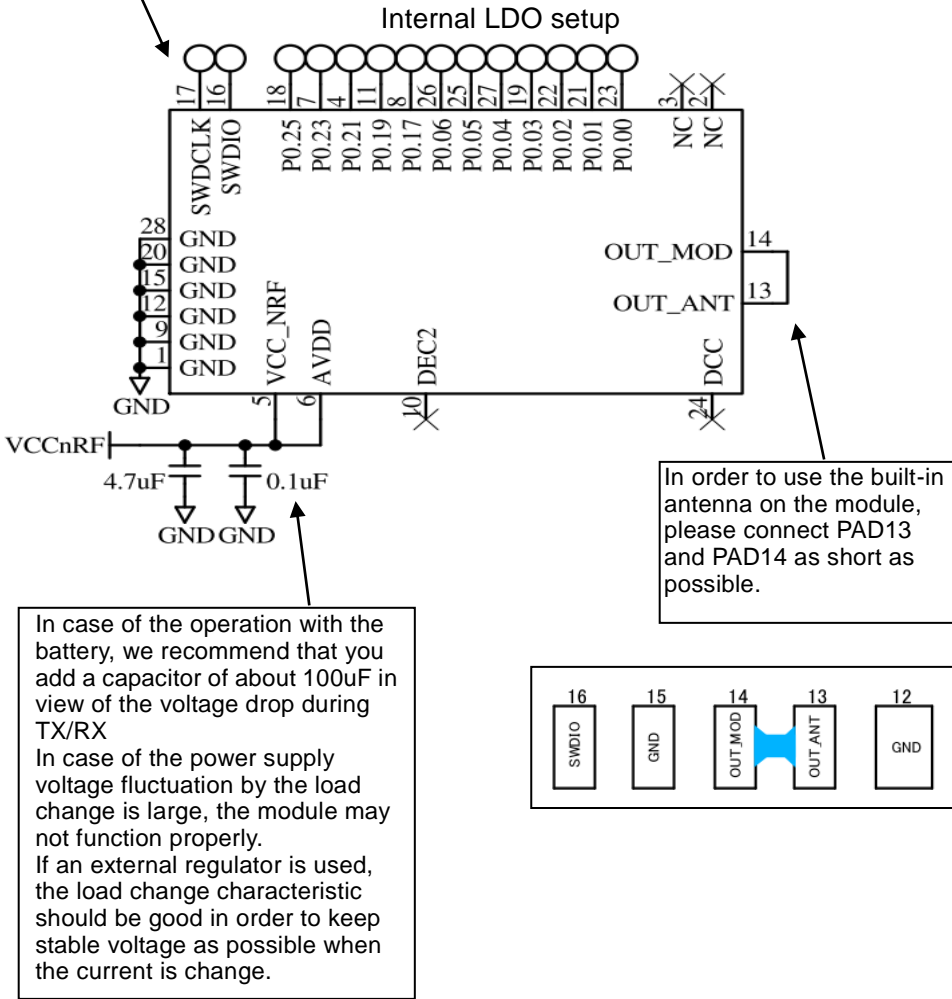 Internal LDO setup
17 16 18 7 4 11 8 26 25 27 19 22 21 23 3 2
SWDCLK SWDIO P0.25 P0.23 P0.21 P0.19 P0.17 P0.06 P0.05 P0.04 P0.03 P0.02 P0.01 P0.00 NC NC
28 GND
20 GND
15 GND
12 GND
9 GND
1 GND
GND
OUT_MOD 14
OUT_ANT 13
VCC_NRF AVDD DEC2 DCC
5 6 10 24
VCCnRF
4.7uF 0.1uF
GND GND
In order to use the built-in
antenna on the module,
please connect PAD13
and PAD14 as short as
possible.
In case of the operation with the
battery, we recommend that you
add a capacitor of about 100uF in
view of the voltage drop during
TX/RX
In case of the power supply
voltage fluctuation by the load
change is large, the module may
not function properly.
If an external regulator is used,
the load change characteristic
should be good in order to keep
stable voltage as possible when
the current is change.
16 15 14 13 12
SWDIO GND OUT_MOD OUT_ANT GND